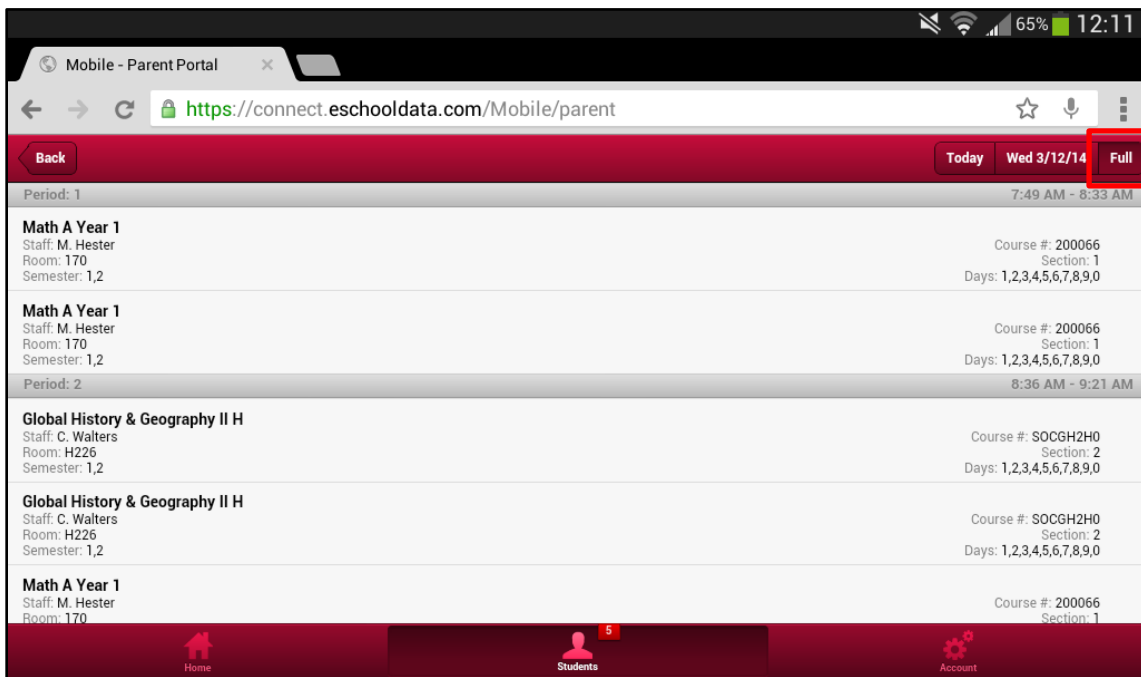 65% 12:11
Mobile - Parent Portal
https://connect.eschooldata.com/Mobile/parent
Back Today Wed 3/12/14 Full
Period: 1 7:49 AM - 8:33 AM
Math A Year 1
Staff: M. Hester Course #: 200066
Room: 170 Section: 1
Semester: 1,2 Days: 1,2,3,4,5,6,7,8,9,0
Math A Year 1
Staff: M. Hester Course #: 200066
Room: 170 Section: 1
Semester: 1,2 Days: 1,2,3,4,5,6,7,8,9,0
Period: 2 8:36 AM - 9:21 AM
Global History & Geography II H
Staff: C. Walters Course #: SOCGH2H0
Room: H226 Section: 2
Semester: 1,2 Days: 1,2,3,4,5,6,7,8,9,0
Global History & Geography II H
Staff: C. Walters Course #: SOCGH2H0
Room: H226 Section: 2
Semester: 1,2 Days: 1,2,3,4,5,6,7,8,9,0
Math A Year 1
Staff: M. Hester Course #: 200066
Room: 170 Section: 1
5
Home Students Account